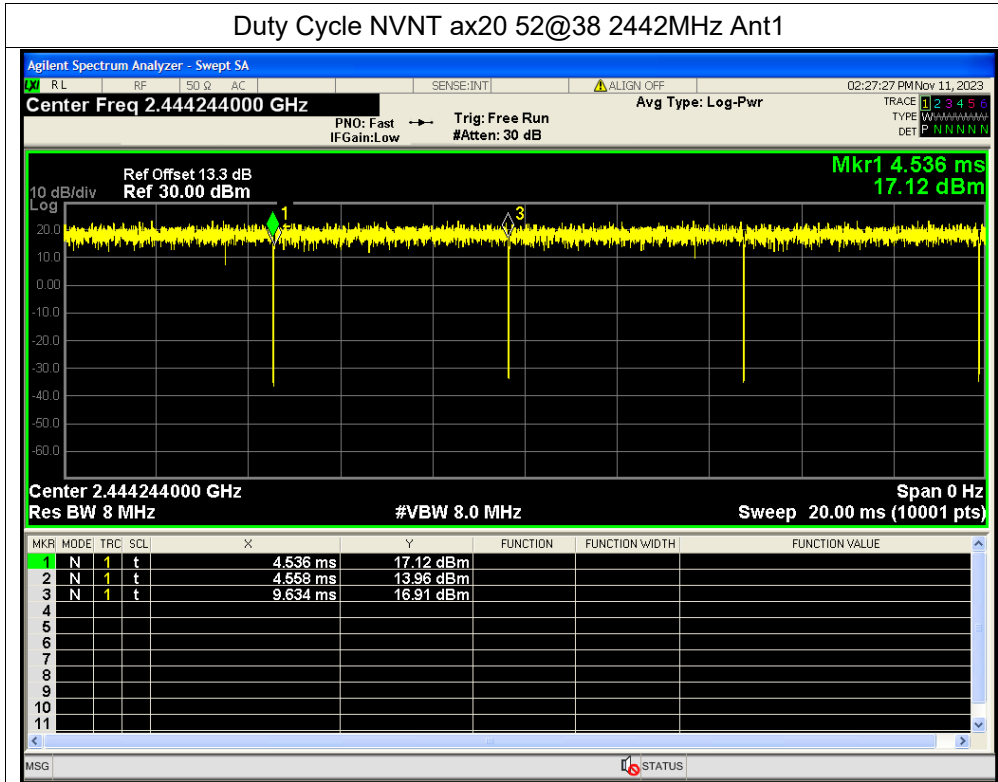 Duty Cycle NVNT ax20 52@38 2442MHz Ant1
Agilent Spectrum Analyzer - Swept SA
LXI RL RF 50 Ω AC SENSE:INT ALIGN OFF 02:27:27 PM Nov 11, 2023
Center Freq 2.444244000 GHz Avg Type: Log-Pwr TRACE 1 2 3 4 5 6
PNO: Fast Trig: Free Run TYPE W
IFGain:Low #Atten: 30 dB DET P N N N N N
Mkr1 4.536 ms
Ref Offset 13.3 dB
10 dB/div Ref 30.00 dBm 17.12 dBm
Log
1 3
20.0
10.0
0.00
-10.0
-20.0
-30.0
-40.0
-50.0
-60.0
Center 2.444244000 GHz Span 0 Hz
Res BW 8 MHz #VBW 8.0 MHz Sweep 20.00 ms (10001 pts)
MKR MODE TRC SCL X Y FUNCTION FUNCTION WIDTH FUNCTION VALUE
1 N 1 t 4.536 ms 17.12 dBm
2 N 1 t 4.558 ms 13.96 dBm
3 N 1 t 9.634 ms 16.91 dBm
4
5
6
7
8
9
10
11
MSG STATUS